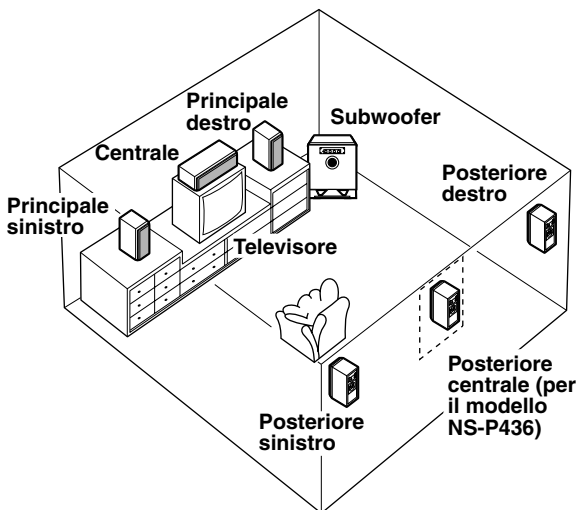 Principale
destro
Subwoofer
Centrale
Posteriore
destro
Principale
sinistro
Televisore
Posteriore
centrale (per
il modello
NS-P436)
Posteriore
sinistro